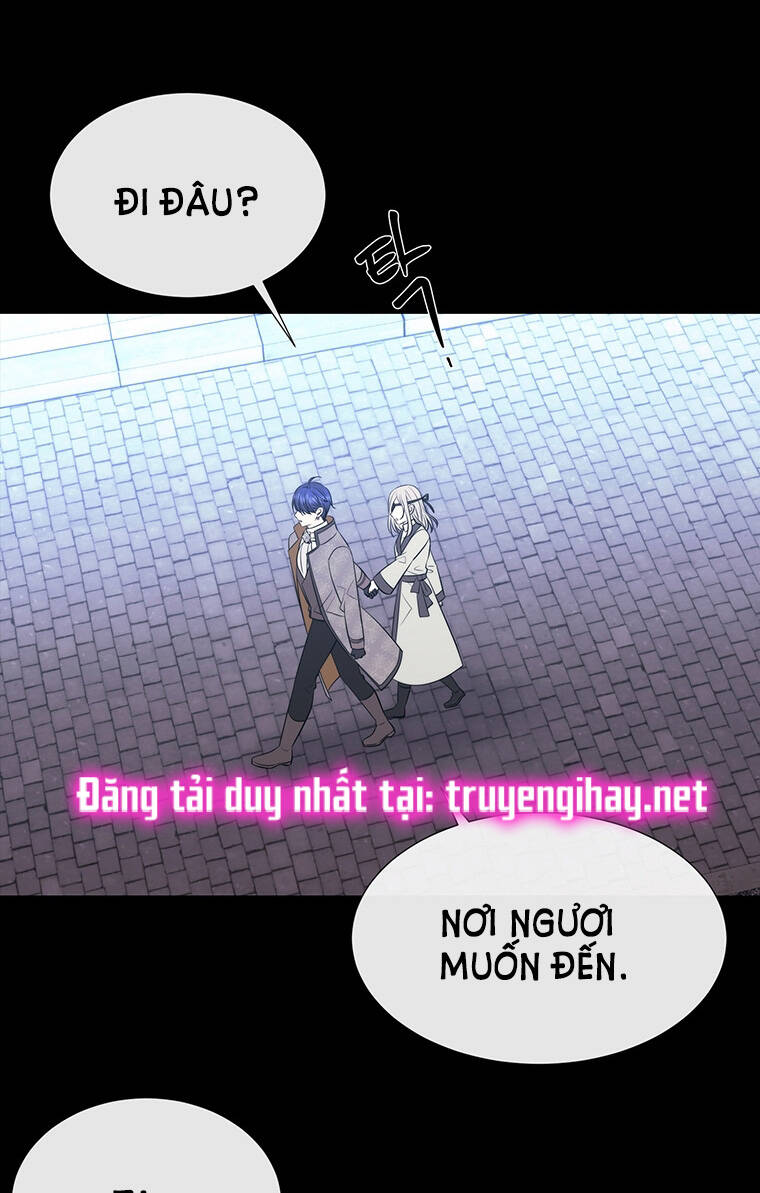 ĐI ĐÂU?
탁
Đăng tải duy nhất tại: truyengihay.net
NƠI NGƯƠI
MUỐN ĐẾN.